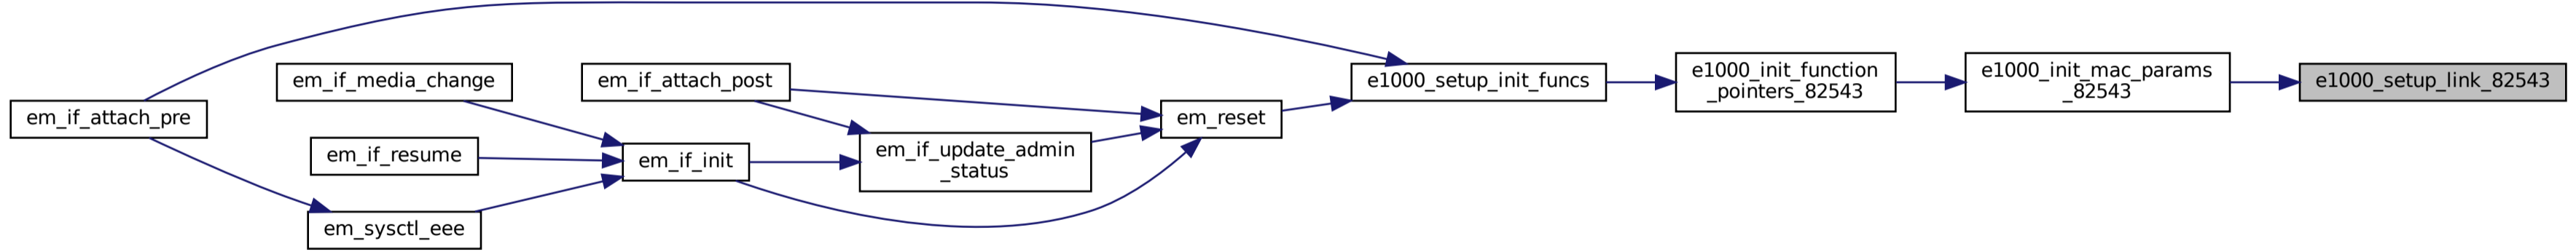 em_if_attach_pre
em_if_media_change
em_if_resume
em_sysctl_eee
em_if_attach_post
em_if_init
em_if_update_admin
_status
em_reset
e1000_setup_init_funcs
e1000_init_function
_pointers_82543
e1000_init_mac_params
_82543
e1000_setup_link_82543